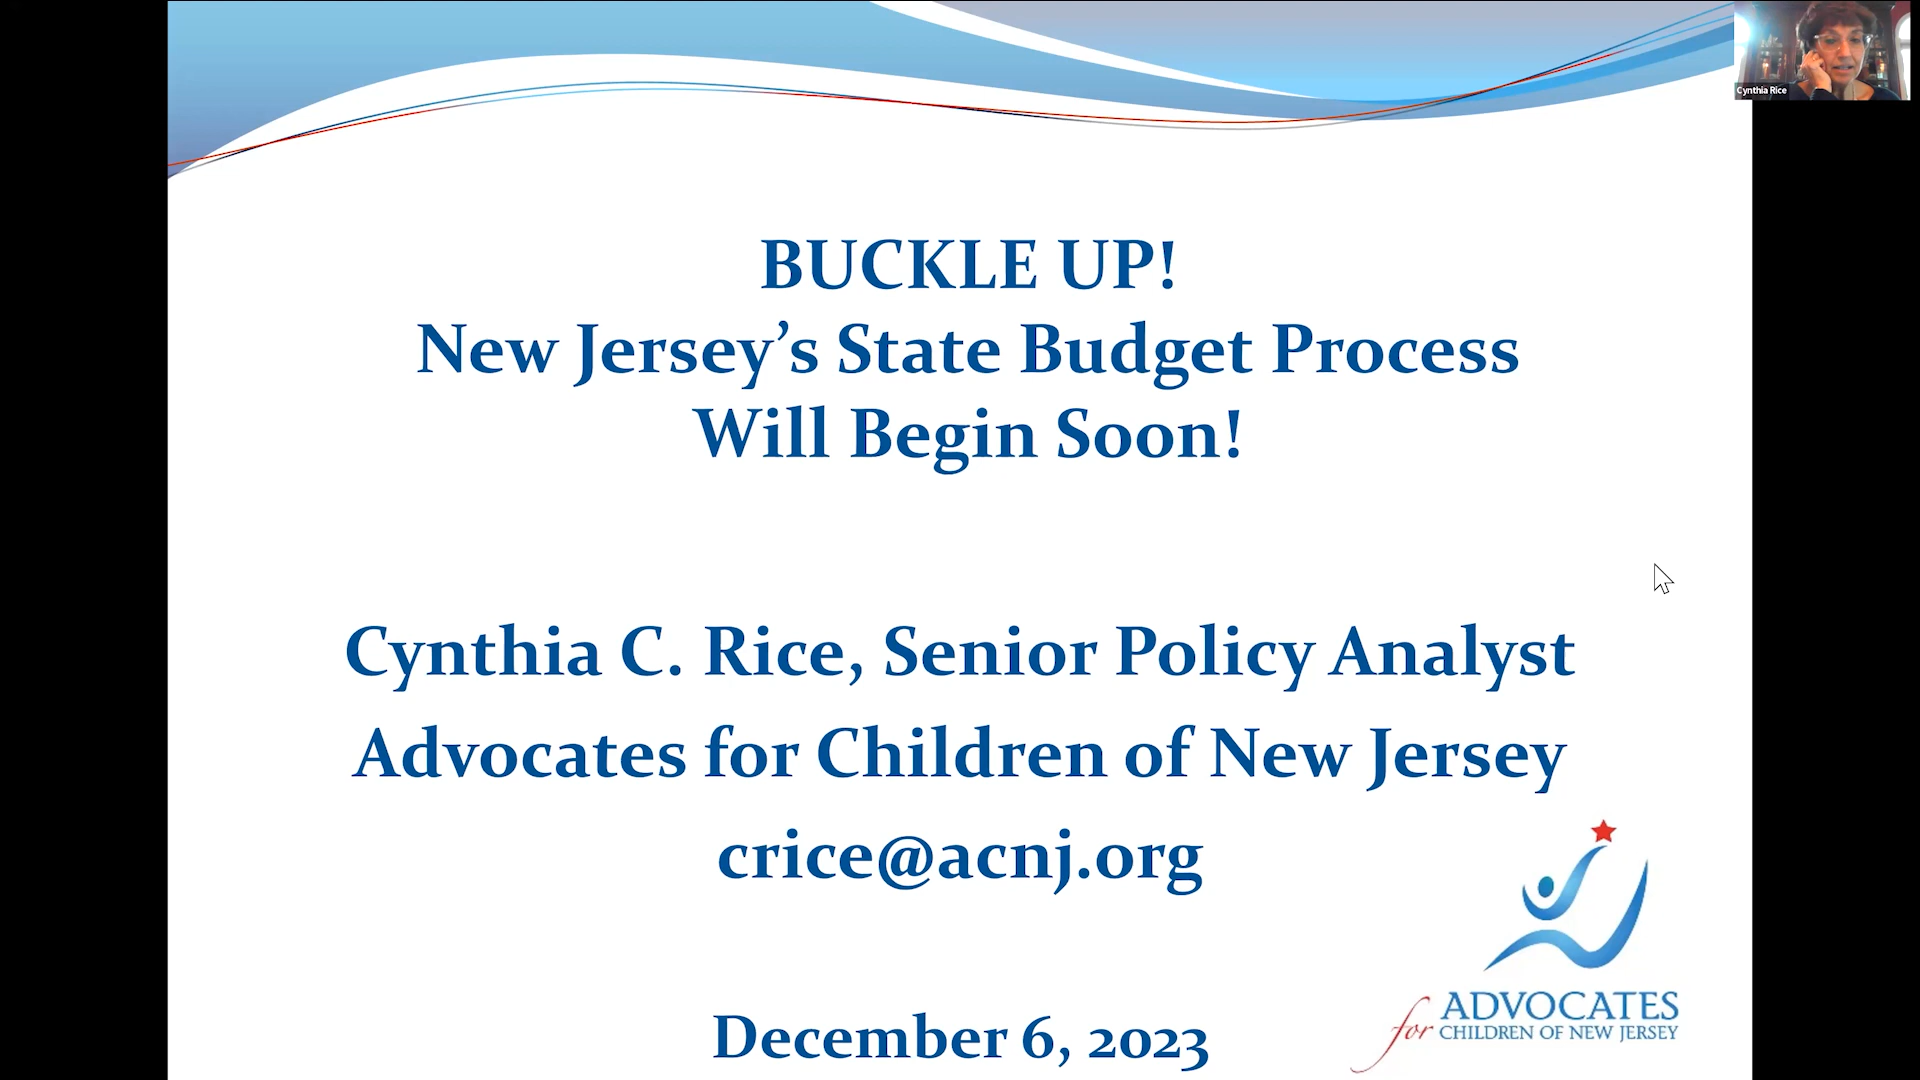 Cynthia Rice
BUCKLE UP!
New Jersey’s State Budget Process
Will Begin Soon!
Cynthia C. Rice, Senior Policy Analyst
Advocates for Children of New Jersey
crice@acnj.org
December 6, 2023
ADVOCATES
for CHILDREN OF NEW JERSEY